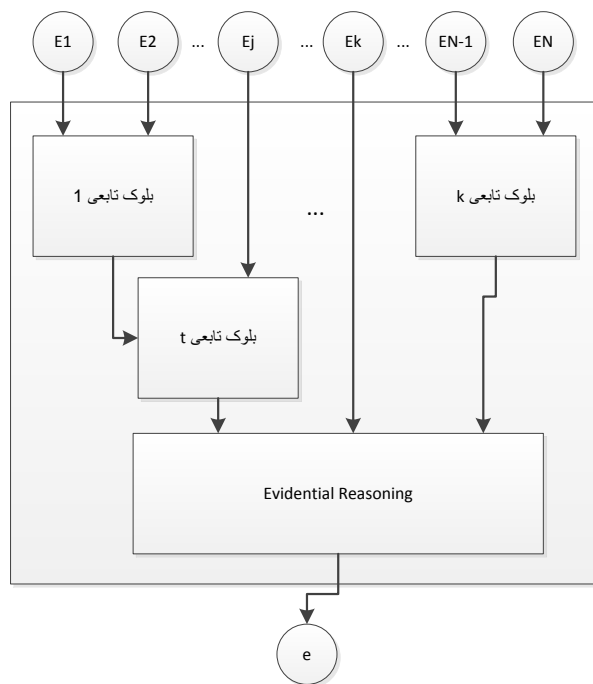 E1 E2 ... Ej ... Ek ... EN-1 EN
بلوک تابعی 1
بلوک تابعی k
...
بلوک تابعی t
Evidential Reasoning
e